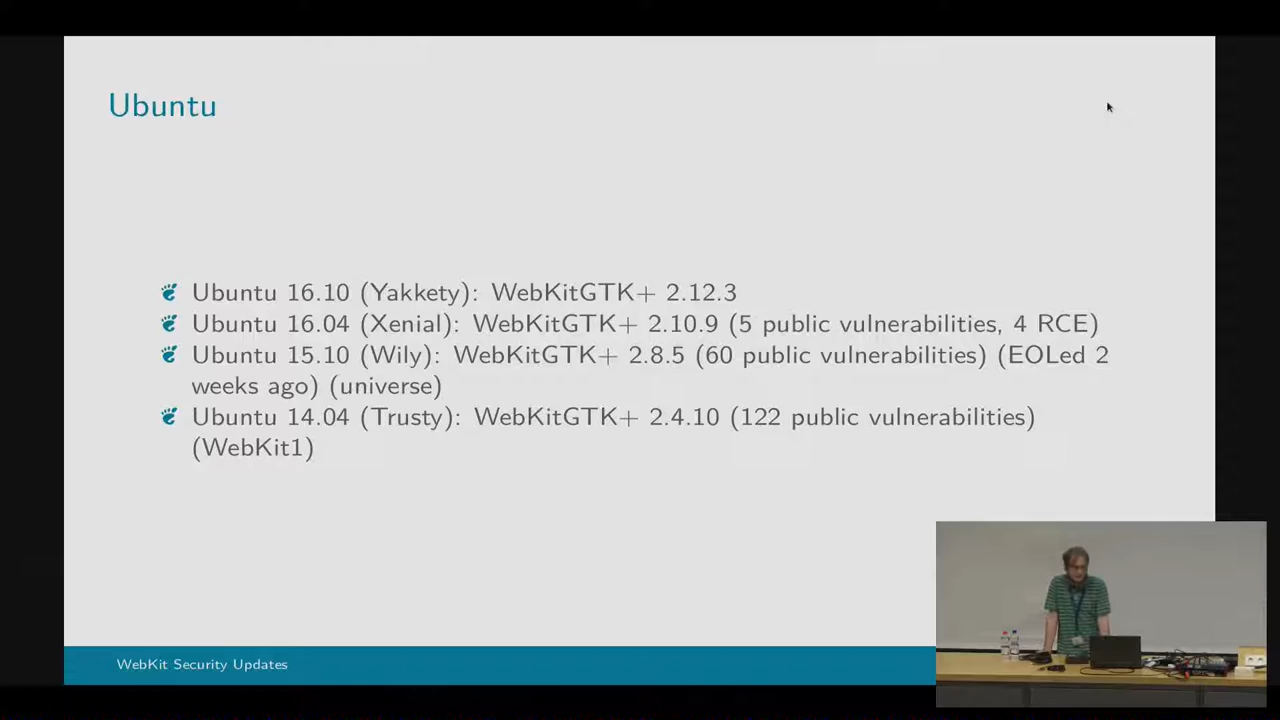 Ubuntu
Ubuntu 16.10 (Yakkety): WebKitGTK+ 2.12.3
Ubuntu 16.04 (Xenial): WebKitGTK+ 2.10.9 (5 public vulnerabilities, 4 RCE)
Ubuntu 15.10 (Wily): WebKitGTK+ 2.8.5 (60 public vulnerabilities) (EOLed 2
weeks ago) (universe)
Ubuntu 14.04 (Trusty): WebKitGTK+ 2.4.10 (122 public vulnerabilities)
(WebKit1)
WebKit Security Updates